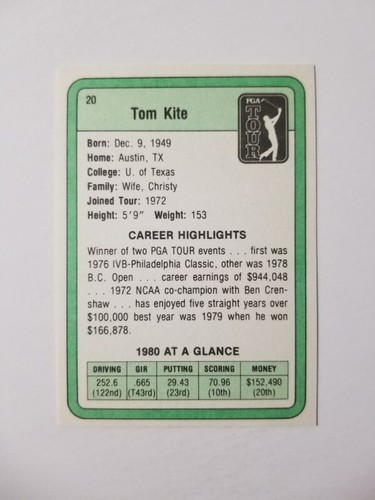 20
Tom Kite
PGA
TOUR
Born: Dec. 9, 1949
Home: Austin, TX
College: U. of Texas
Family: Wife, Christy
Joined Tour: 1972
Height: 5'9" Weight: 153
CAREER HIGHLIGHTS
Winner of two PGA TOUR events . . . first was
1976 IVB-Philadelphia Classic, other was 1978
B.C. Open . . . career earnings of $944,048
. . . 1972 NCAA co-champion with Ben Cren-
shaw . . . has enjoyed five straight years over
$100,000 best year was 1979 when he won
$166,878.
1980 AT A GLANCE
DRIVING GIR PUTTING SCORING MONEY
252.6 .665 29.43 70.96 $152,490
(122nd) (T43rd) (23rd) (10th) (20th)